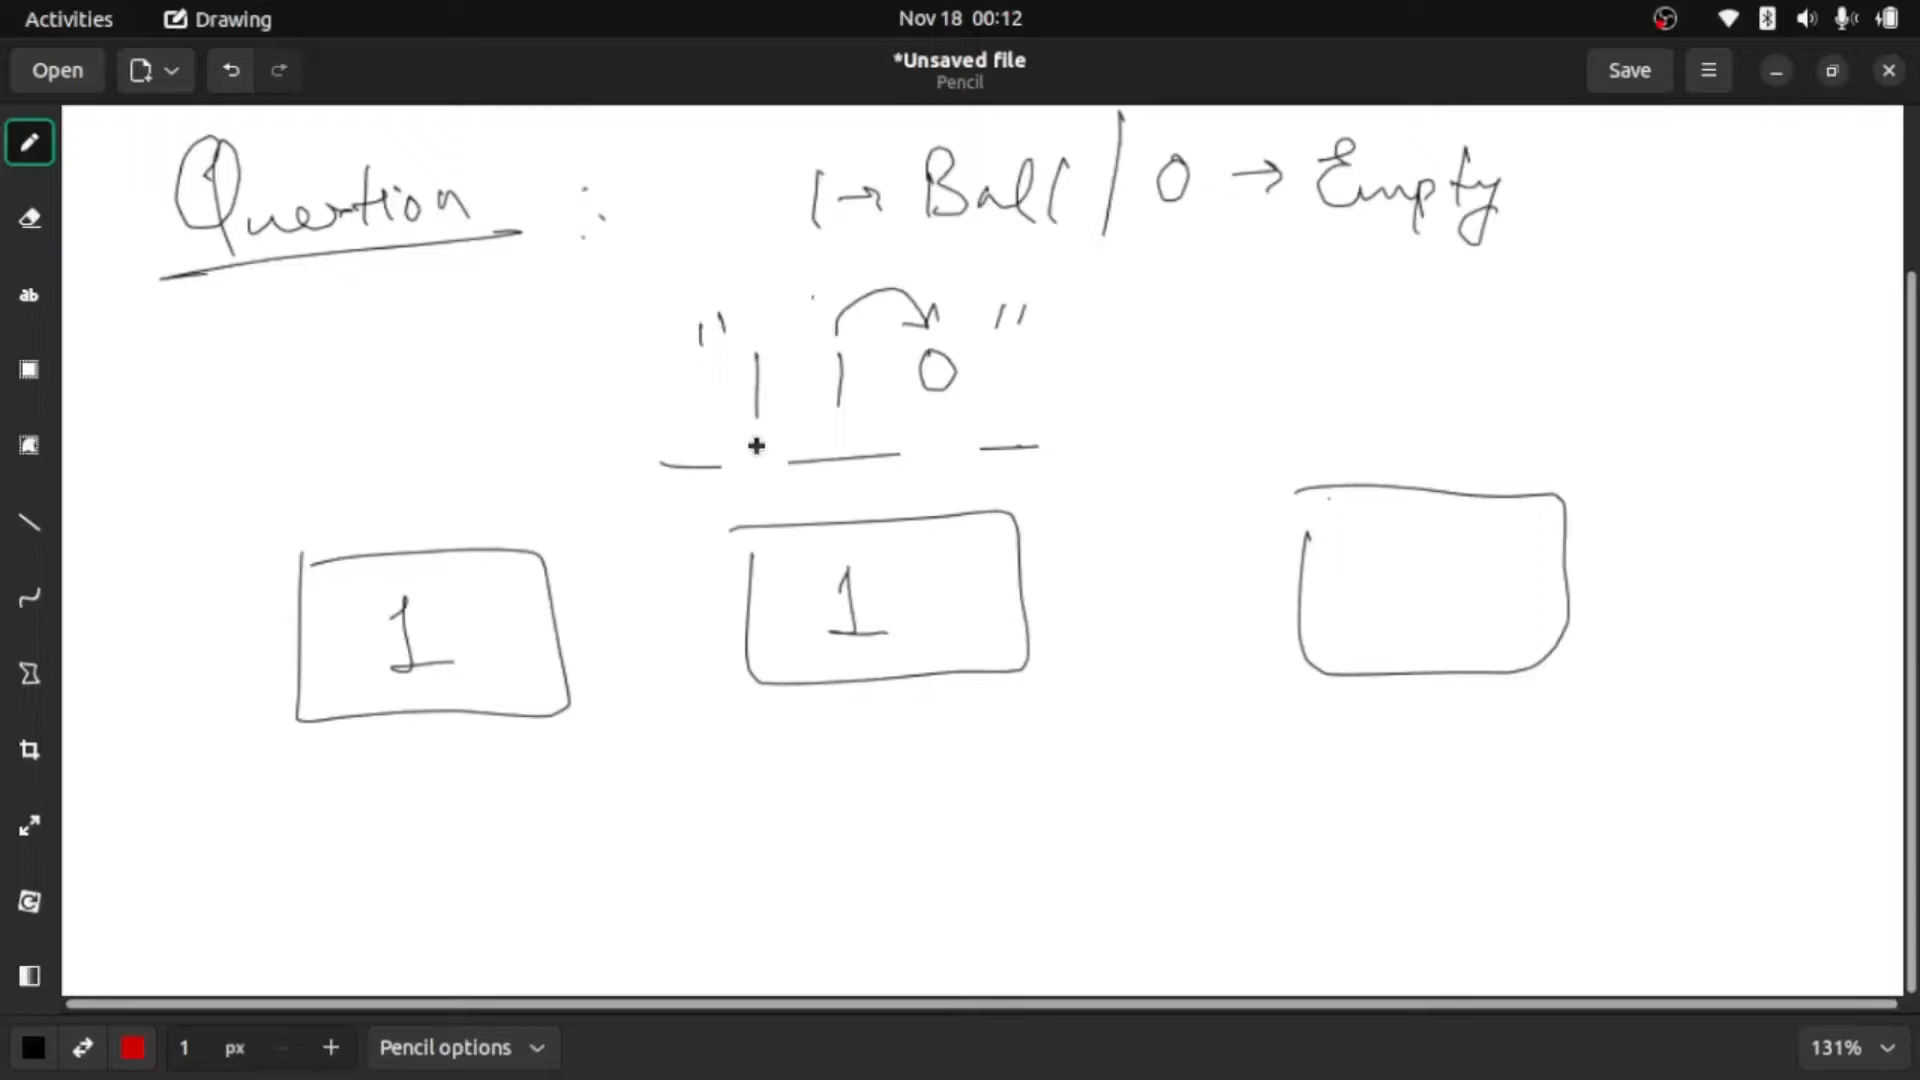 Activities Drawing Nov 18 00:12
Open *Unsaved file Save
Pencil
Question : 1 → Ball / 0 → Empty
" 1 1 0 "
1 1
1 px Pencil options 131%